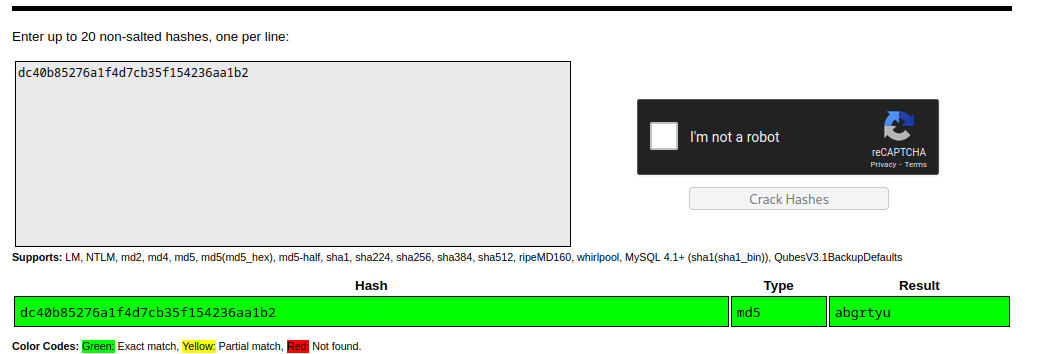 Enter up to 20 non-salted hashes, one per line:
dc40b85276a1f4d7cb35f154236aa1b2
I'm not a robot
reCAPTCHA
Privacy - Terms
Crack Hashes
Supports: LM, NTLM, md2, md4, md5, md5(md5_hex), md5-half, sha1, sha224, sha256, sha384, sha512, ripeMD160, whirlpool, MySQL 4.1+ (sha1(sha1_bin)), QubesV3.1BackupDefaults
Hash Type Result
dc40b85276a1f4d7cb35f154236aa1b2 md5 abgrtyu
Color Codes: Green: Exact match, Yellow: Partial match, Red: Not found.